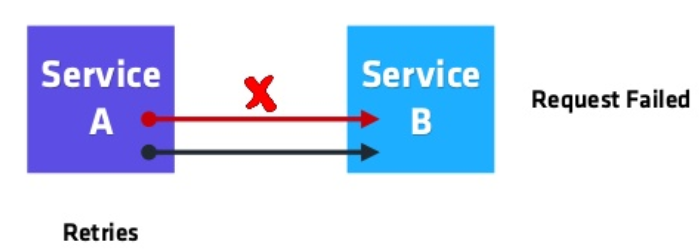 Service
A
Service
B
Request Failed
Retries